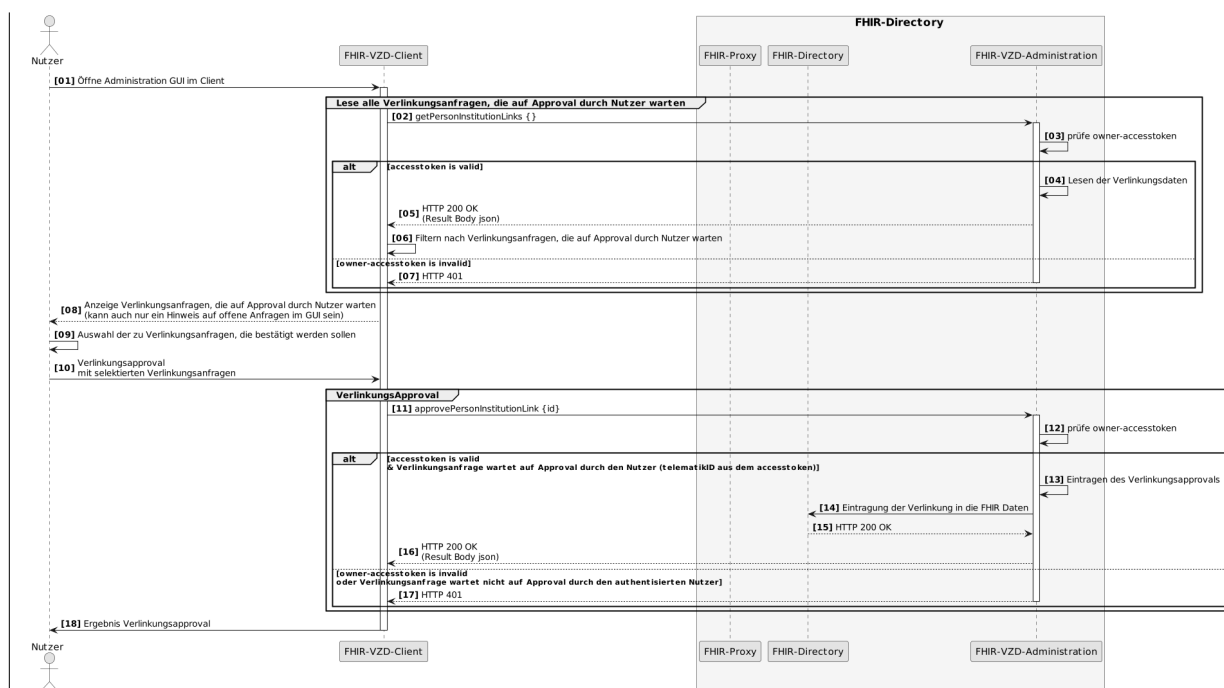 FHIR-Directory
Nutzer
FHIR-VZD-Client
FHIR-Proxy
FHIR-Directory
FHIR-VZD-Administration
[01] Öffne Administration GUI im Client
Lese alle Verlinkungsanfragen, die auf Approval durch Nutzer warten
[02] getPersonInstitutionLinks {}
[03] prüfe owner-accesstoken
alt
[accesstoken is valid]
[04] Lesen der Verlinkungsdaten
[05] HTTP 200 OK
(Result Body json)
[06] Filtern nach Verlinkungsanfragen, die auf Approval durch Nutzer warten
[owner-accesstoken is invalid]
[07] HTTP 401
[08] Anzeige Verlinkungsanfragen, die auf Approval durch Nutzer warten
(kann auch nur ein Hinweis auf offene Anfragen im GUI sein)
[09] Auswahl der zu Verlinkungsanfragen, die bestätigt werden sollen
[10] Verlinkungsapproval
mit selektierten Verlinkungsanfragen
VerlinkungsApproval
[11] approvePersonInstitutionLink {id}
[12] prüfe owner-accesstoken
alt
[accesstoken is valid
& Verlinkungsanfrage wartet auf Approval durch den Nutzer (telematikID aus dem accesstoken)]
[13] Eintragen des Verlinkungsapprovals
[14] Eintragung der Verlinkung in die FHIR Daten
[15] HTTP 200 OK
[16] HTTP 200 OK
(Result Body json)
[owner-accesstoken is invalid
oder Verlinkungsanfrage wartet nicht auf Approval durch den authentisierten Nutzer]
[17] HTTP 401
[18] Ergebnis Verlinkungsapproval
Nutzer
FHIR-VZD-Client
FHIR-Proxy
FHIR-Directory
FHIR-VZD-Administration